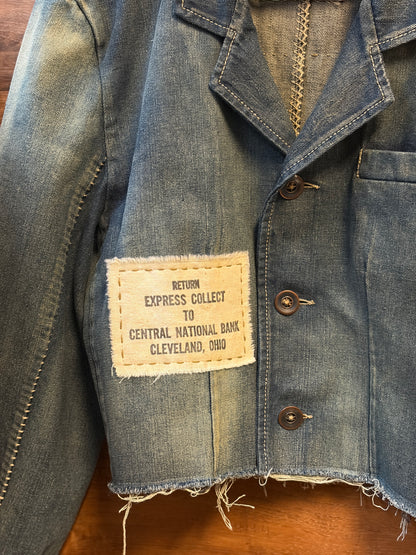 RETURN
EXPRESS COLLECT
TO
CENTRAL NATIONAL BANK
CLEVELAND, OHIO